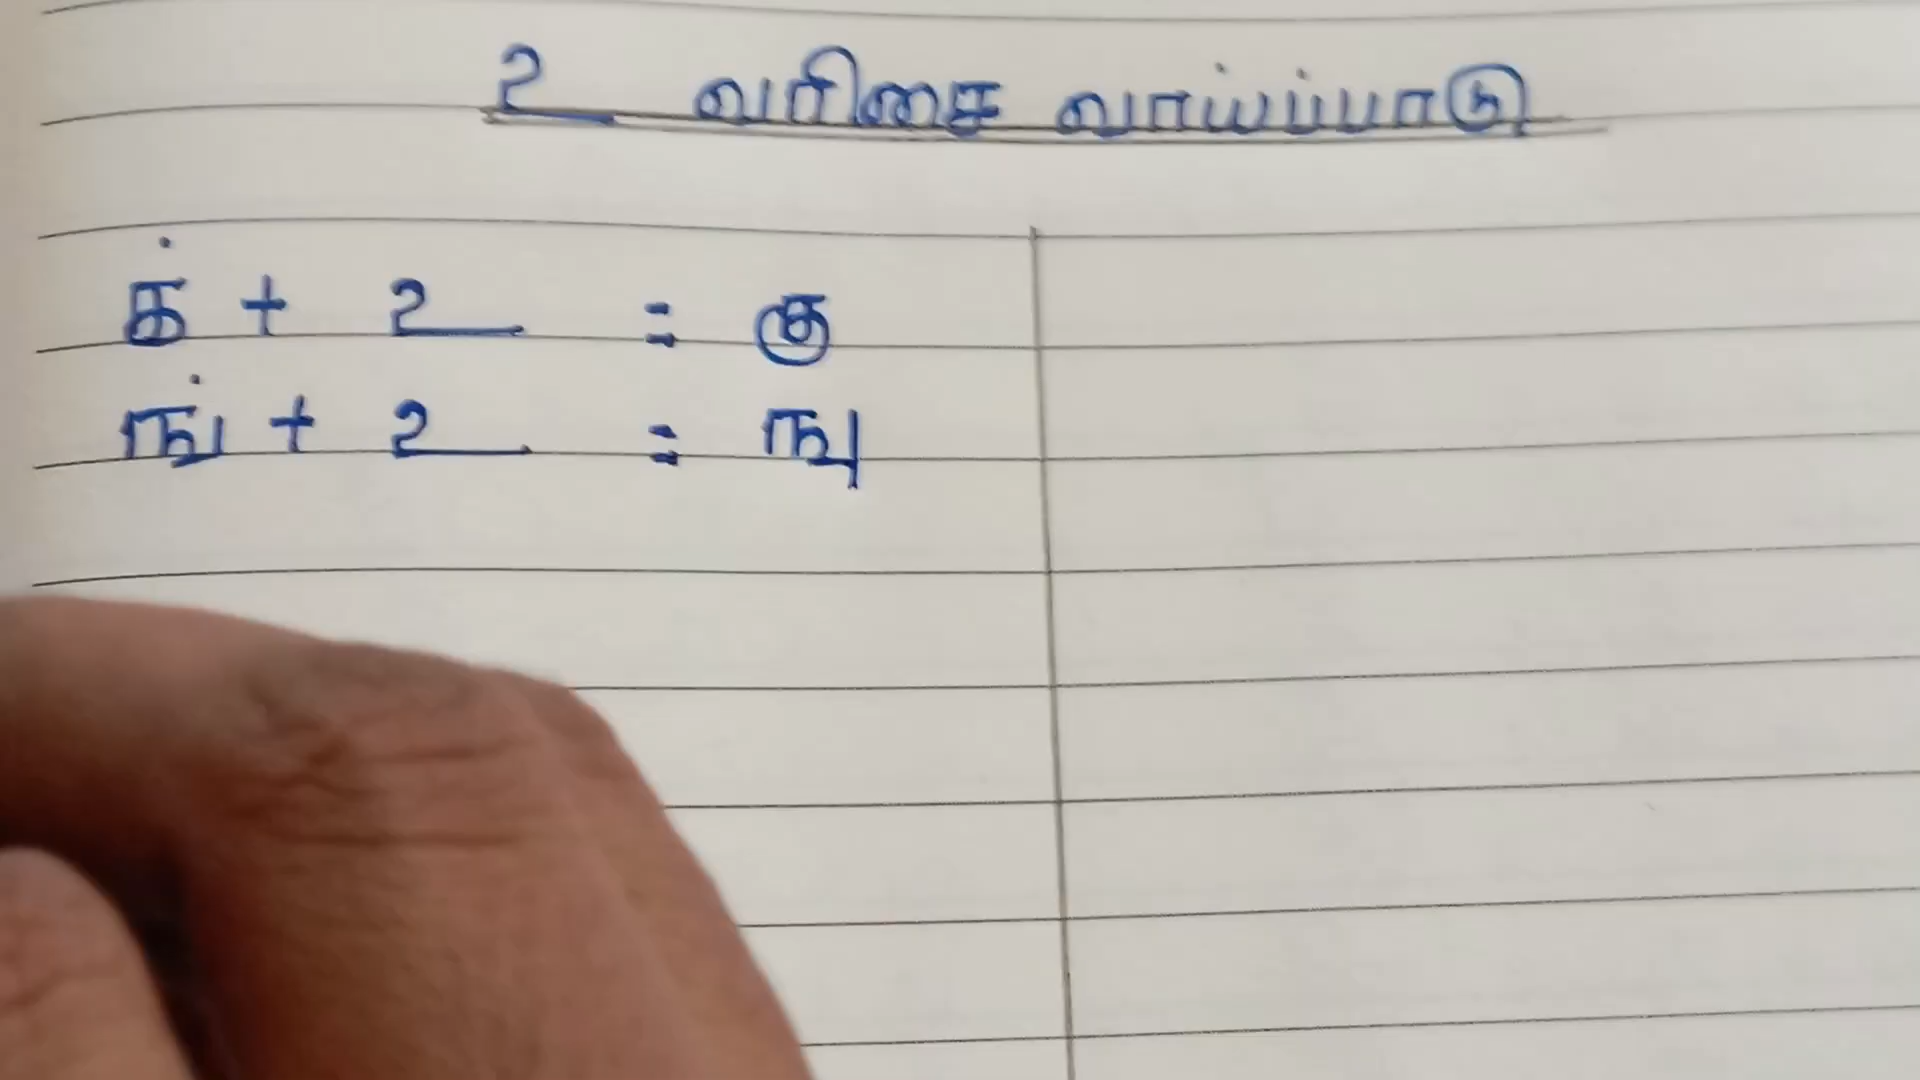 உ வரிசை வாய்ப்பாடு
க் + உ = கு
ங் + உ = ஙு